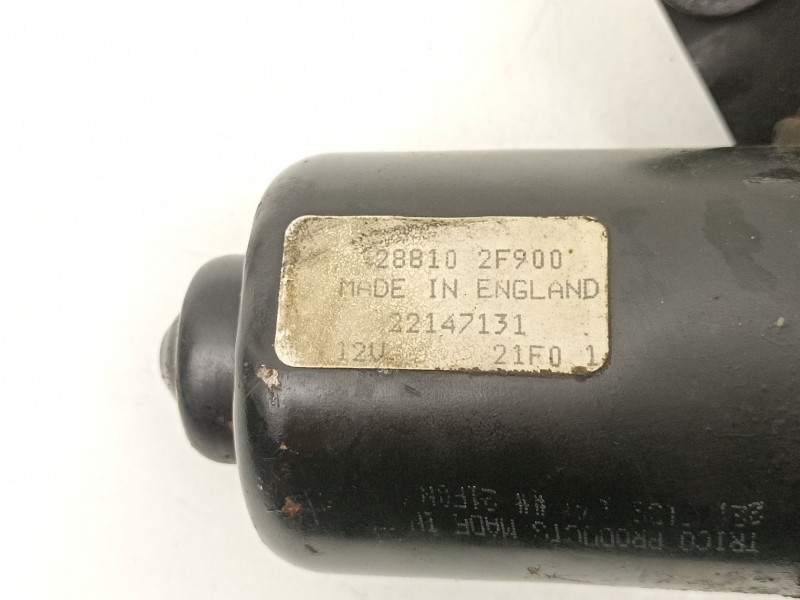 28810 2F900
MADE IN ENGLAND
22147131
12V 21F0 1
TRICO PRODUCTS MADE IN